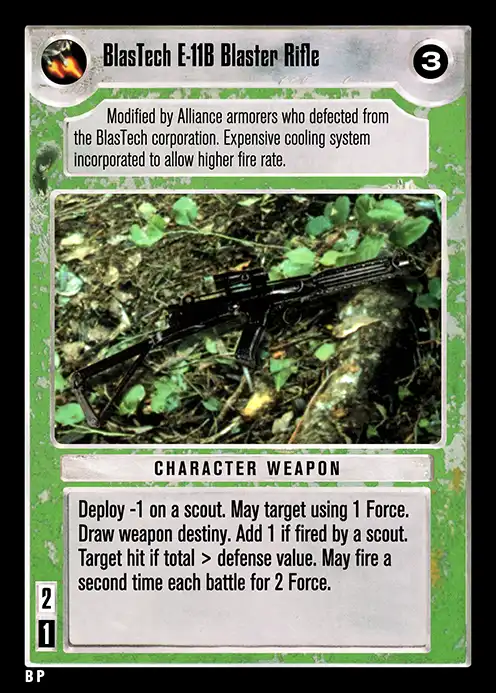 BlasTech E-11B Blaster Rifle
3
Modified by Alliance armorers who defected from
the BlasTech corporation. Expensive cooling system
incorporated to allow higher fire rate.
CHARACTER WEAPON
Deploy -1 on a scout. May target using 1 Force.
Draw weapon destiny. Add 1 if fired by a scout.
Target hit if total > defense value. May fire a
second time each battle for 2 Force.
2
1
B P